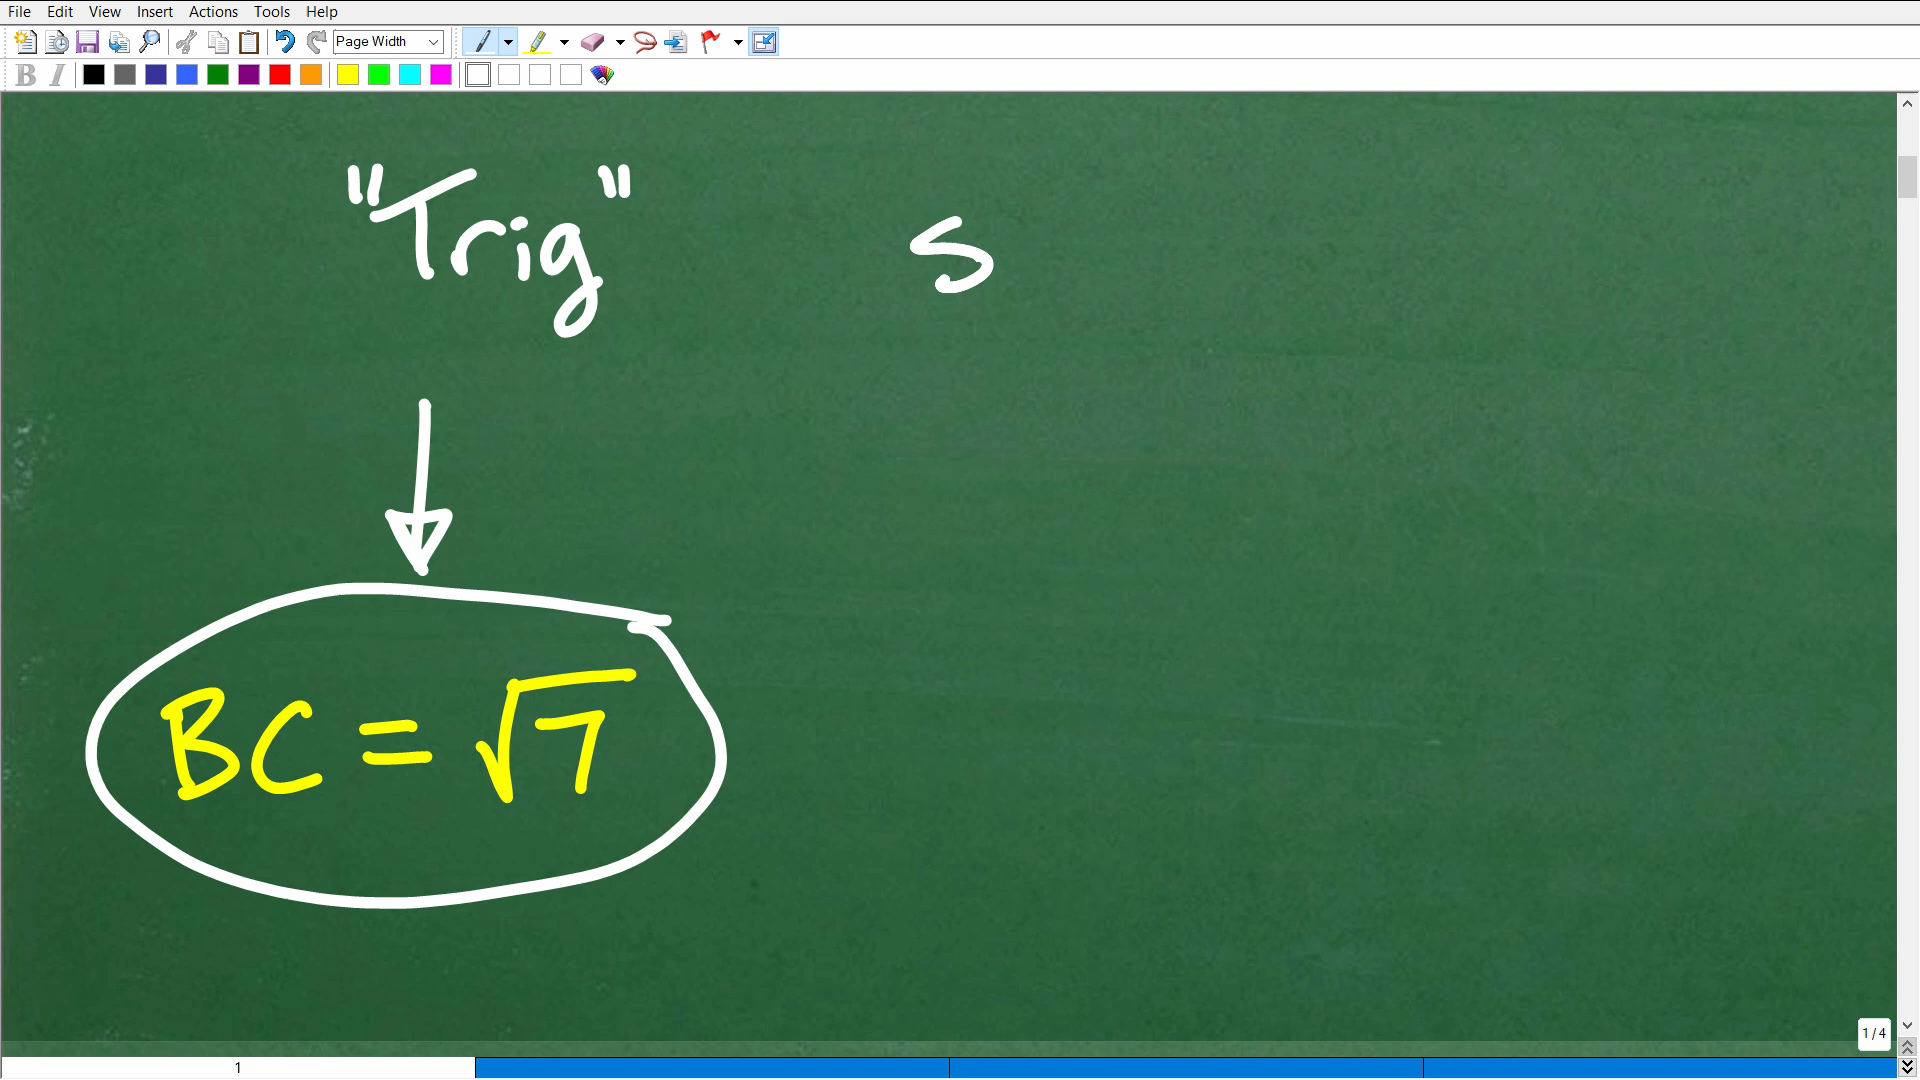 File Edit View Insert Actions Tools Help
Page Width
B I
"Trig" S
BC = √7
1 / 4
1